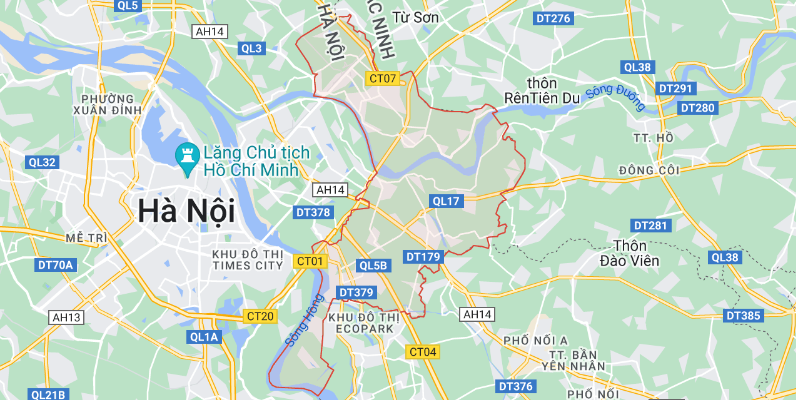 QL5
HÀ NỘI
BẮC NINH
Từ Sơn
DT276
AH14
QL3
CT07
QL38
DT291
DT280
thôn
RênTiên Du
Sông Đuống
PHƯỜNG
XUÂN ĐỈNH
TT. HỒ
QL32
Lăng Chủ tịch
Hồ Chí Minh
ĐÔNG CÔI
AH14
QL17
Hà Nội
DT378
DT281
MỄ TRÌ
KHU ĐÔ THỊ
TIMES CITY
Thôn
Đào Viên
DT70A
CT01
QL5B
DT179
QL38
DT379
Sông Hồng
AH13
CT20
KHU ĐÔ THỊ
ECOPARK
AH14
DT385
QL1A
PHỐ NỐI A
CT04
TT. BẦN
YÊN NHÂN
QL21B
DT376
PHỐ NỐI